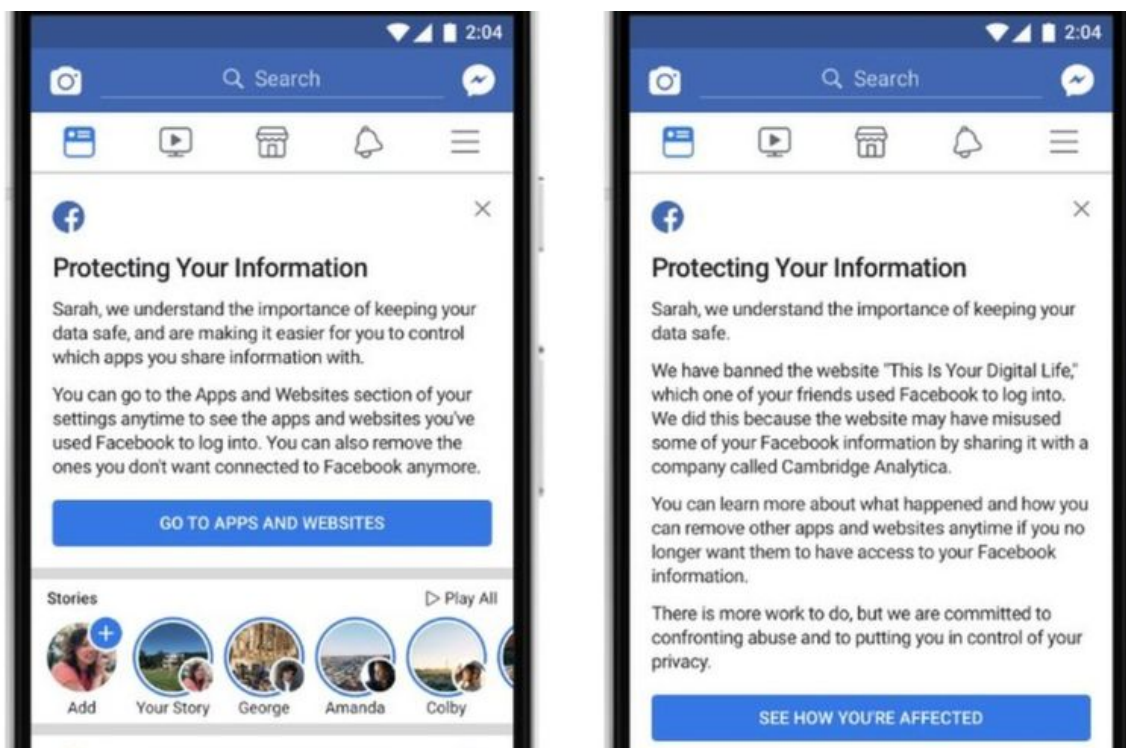 2:04
Search
Protecting Your Information
Sarah, we understand the importance of keeping your
data safe, and are making it easier for you to control
which apps you share information with.
You can go to the Apps and Websites section of your
settings anytime to see the apps and websites you've
used Facebook to log into. You can also remove the
ones you don't want connected to Facebook anymore.
GO TO APPS AND WEBSITES
Stories
Play All
Add
Your Story
George
Amanda
Colby
2:04
Search
Protecting Your Information
Sarah, we understand the importance of keeping your
data safe.
We have banned the website "This Is Your Digital Life,"
which one of your friends used Facebook to log into.
We did this because the website may have misused
some of your Facebook information by sharing it with a
company called Cambridge Analytica.
You can learn more about what happened and how you
can remove other apps and websites anytime if you no
longer want them to have access to your Facebook
information.
There is more work to do, but we are committed to
confronting abuse and to putting you in control of your
privacy.
SEE HOW YOU'RE AFFECTED